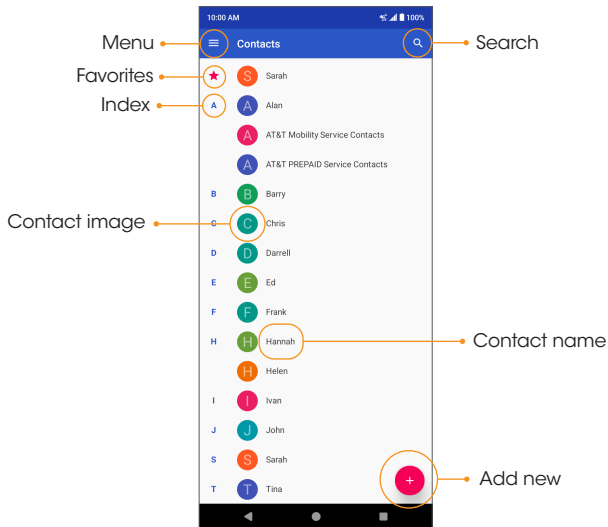 10:00 AM 100%
Menu Contacts Search
Favorites S Sarah
Index A A Alan
A AT&T Mobility Service Contacts
A AT&T PREPAID Service Contacts
B B Barry
Contact image C C Chris
D D Darrell
E E Ed
F F Frank
H H Hannah Contact name
H Helen
I I Ivan
J J John
S S Sarah
+ Add new
T T Tina